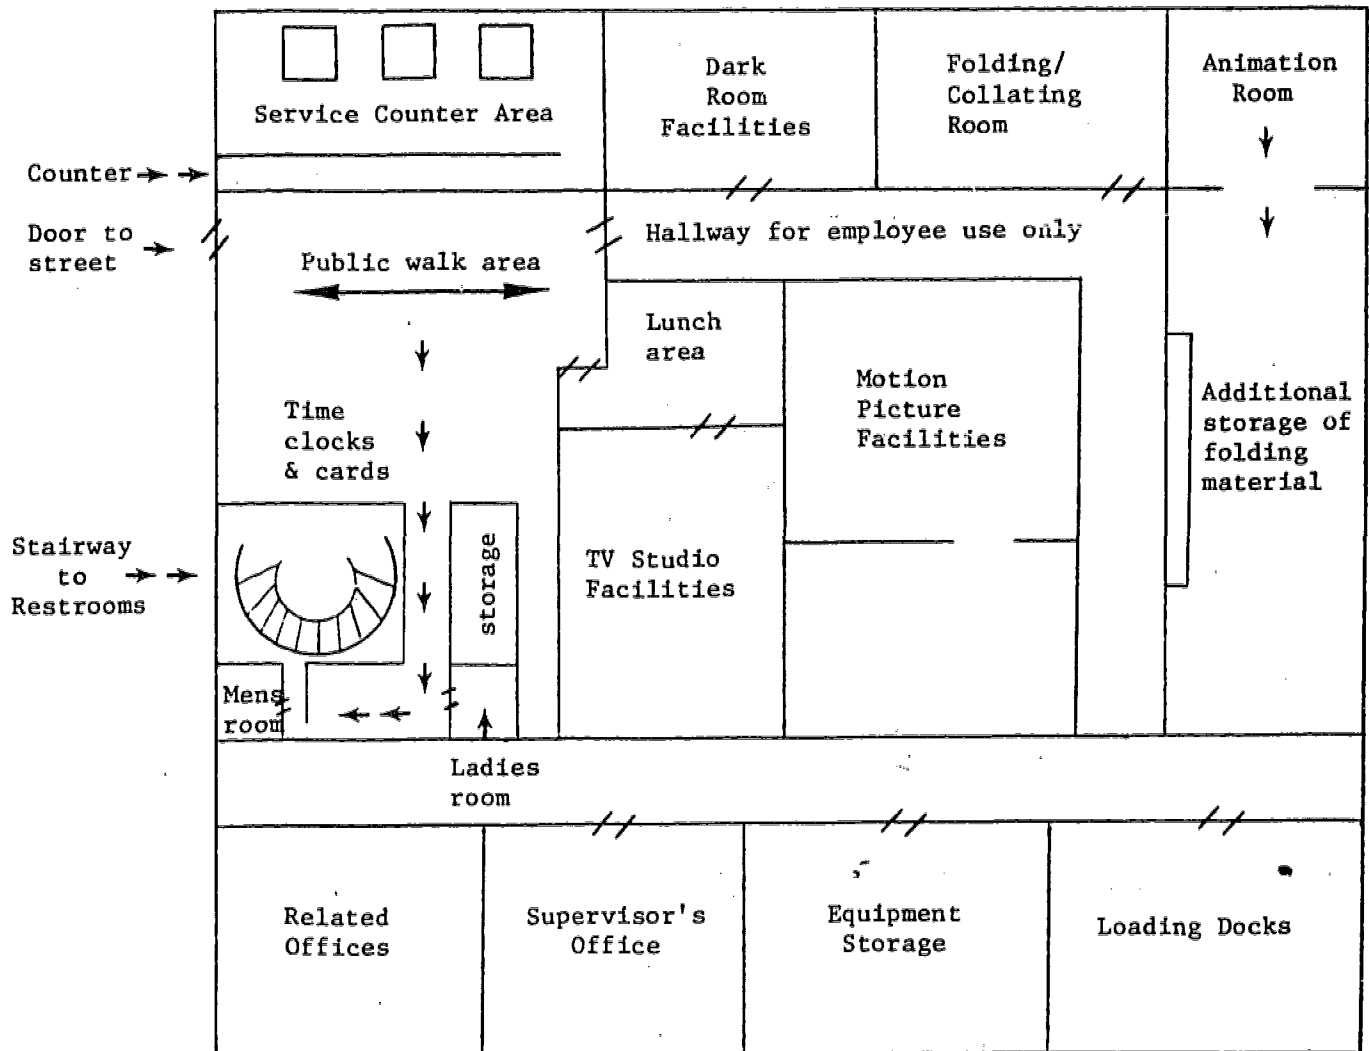 Service Counter Area
Dark
Room
Facilities
Folding/
Collating
Room
Animation
Room
Counter
Door to
street
Public walk area
Hallway for employee use only
Lunch
area
Motion
Picture
Facilities
Additional
storage of
folding
material
Time
clocks
& cards
Stairway
to
Restrooms
storage
TV Studio
Facilities
Mens
room
Ladies
room
Related
Offices
Supervisor's
Office
Equipment
Storage
Loading Docks